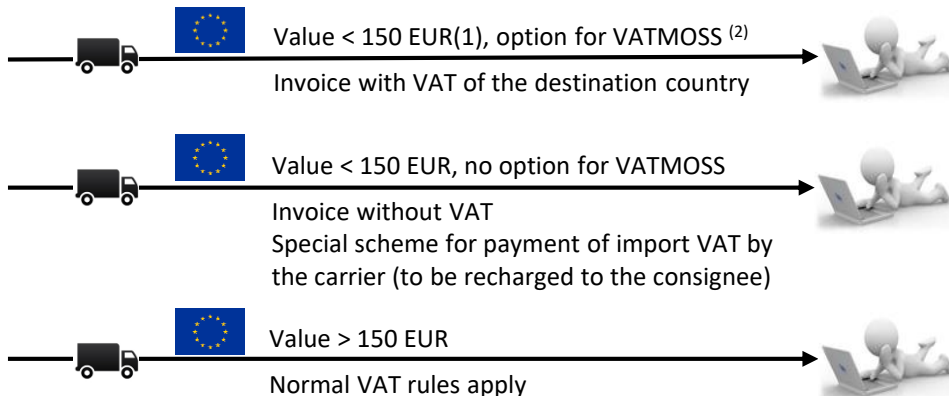 Value < 150 EUR(1), option for VATMOSS (2)
Invoice with VAT of the destination country
Value < 150 EUR, no option for VATMOSS
Invoice without VAT
Special scheme for payment of import VAT by
the carrier (to be recharged to the consignee)
Value > 150 EUR
Normal VAT rules apply